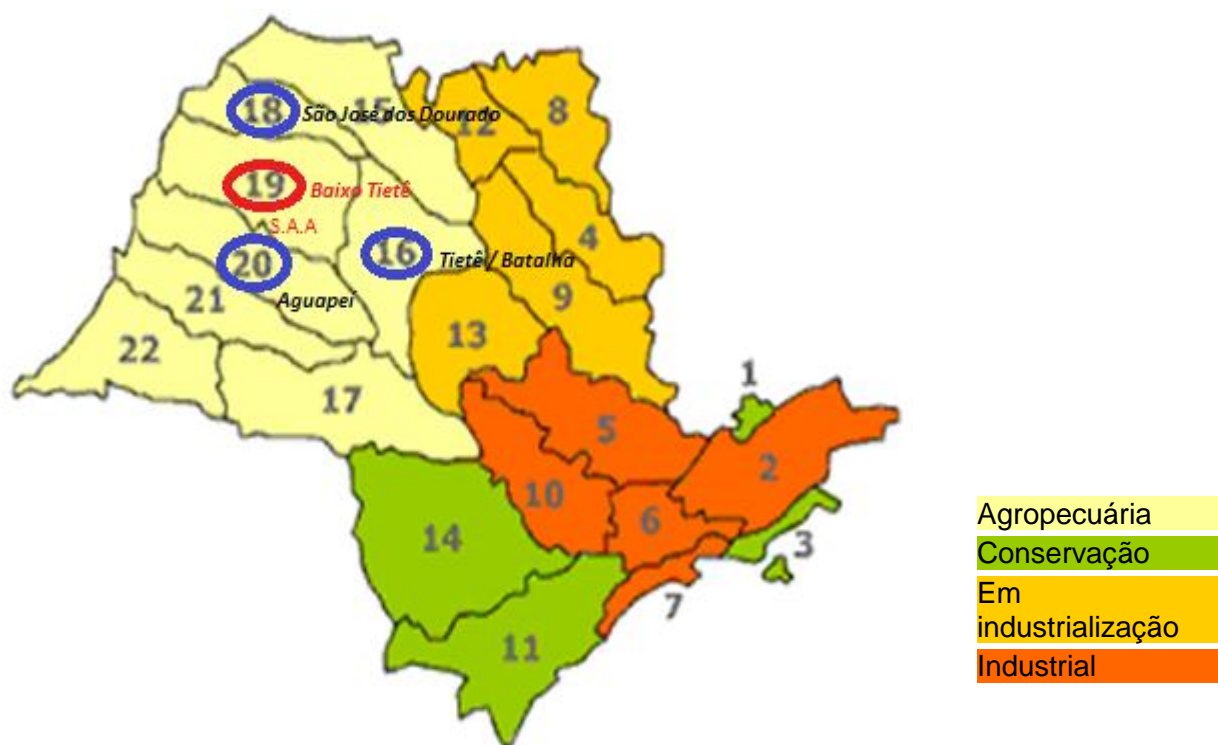 18 São José dos Dourado
15
12
8
19 Baixo Tietê
S.A.A
20
Aguapeí
16 Tietê / Batalha
4
9
21
13
22
17
1
5
2
10
6
3
14
7
11
Agropecuária
Conservação
Em
industrialização
Industrial